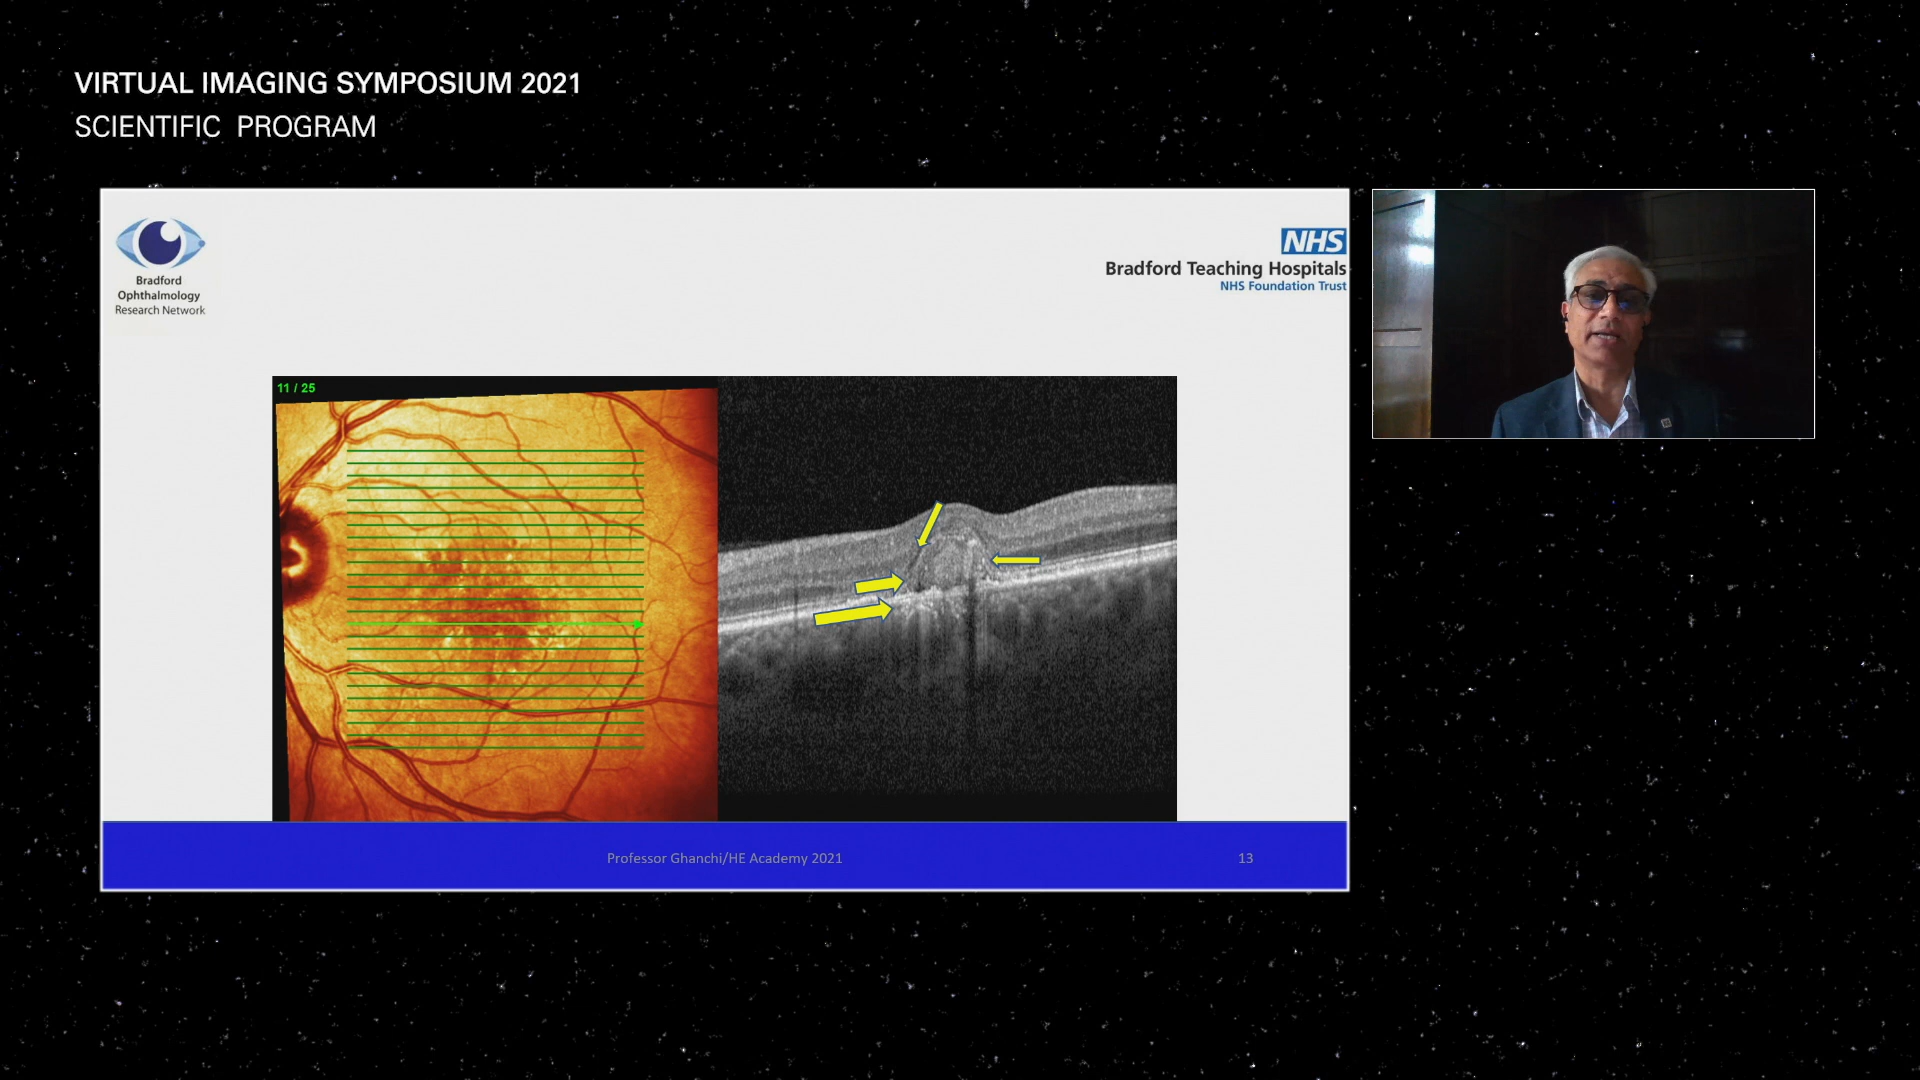 VIRTUAL IMAGING SYMPOSIUM 2021
SCIENTIFIC PROGRAM
Bradford
Ophthalmology
Research Network
NHS
Bradford Teaching Hospitals
NHS Foundation Trust
11 / 25
Professor Ghanchi/HE Academy 2021
13